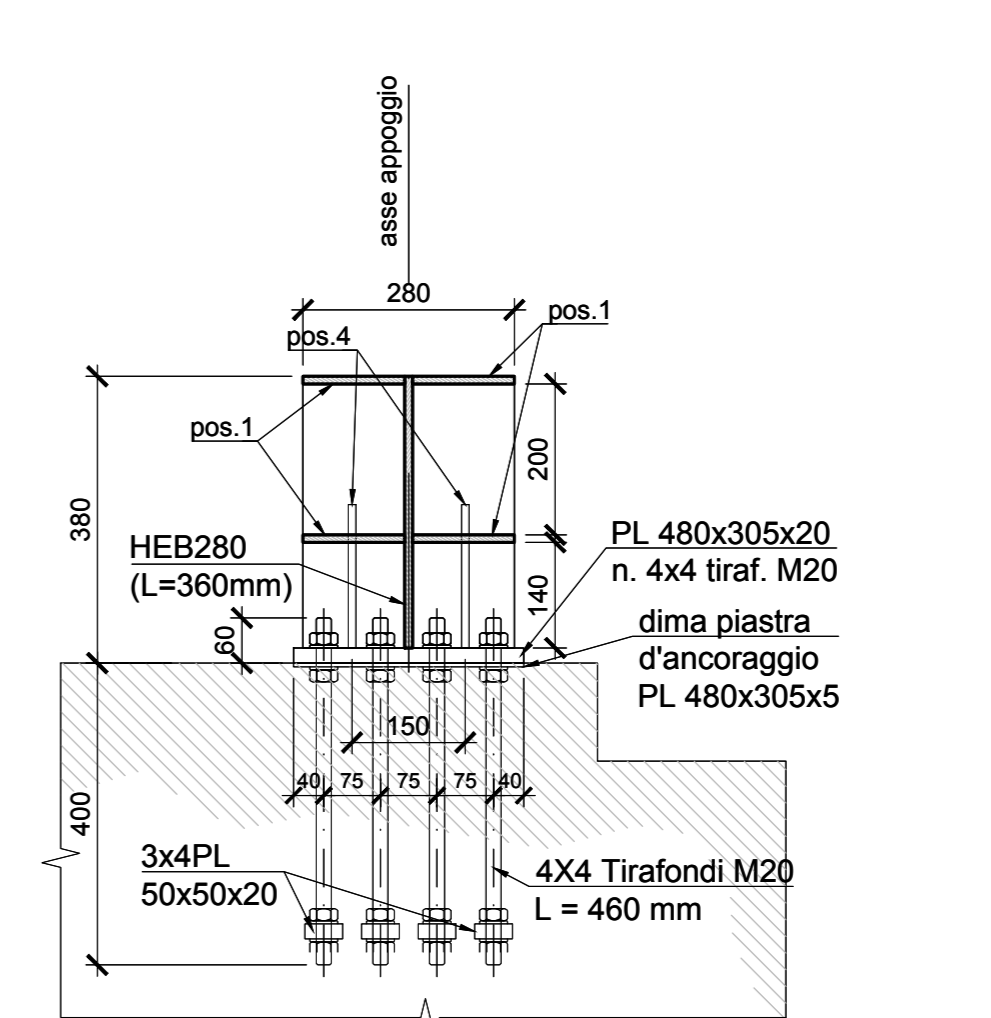 asse appoggio
280
pos.1
pos.4
pos.1
200
380
HEB280
(L=360mm)
PL 480x305x20
n. 4x4 tiraf. M20
140
60
dima piastra
d'ancoraggio
PL 480x305x5
150
40
75
75
75
40
400
3x4PL
50x50x20
4X4 Tirafondi M20
L = 460 mm